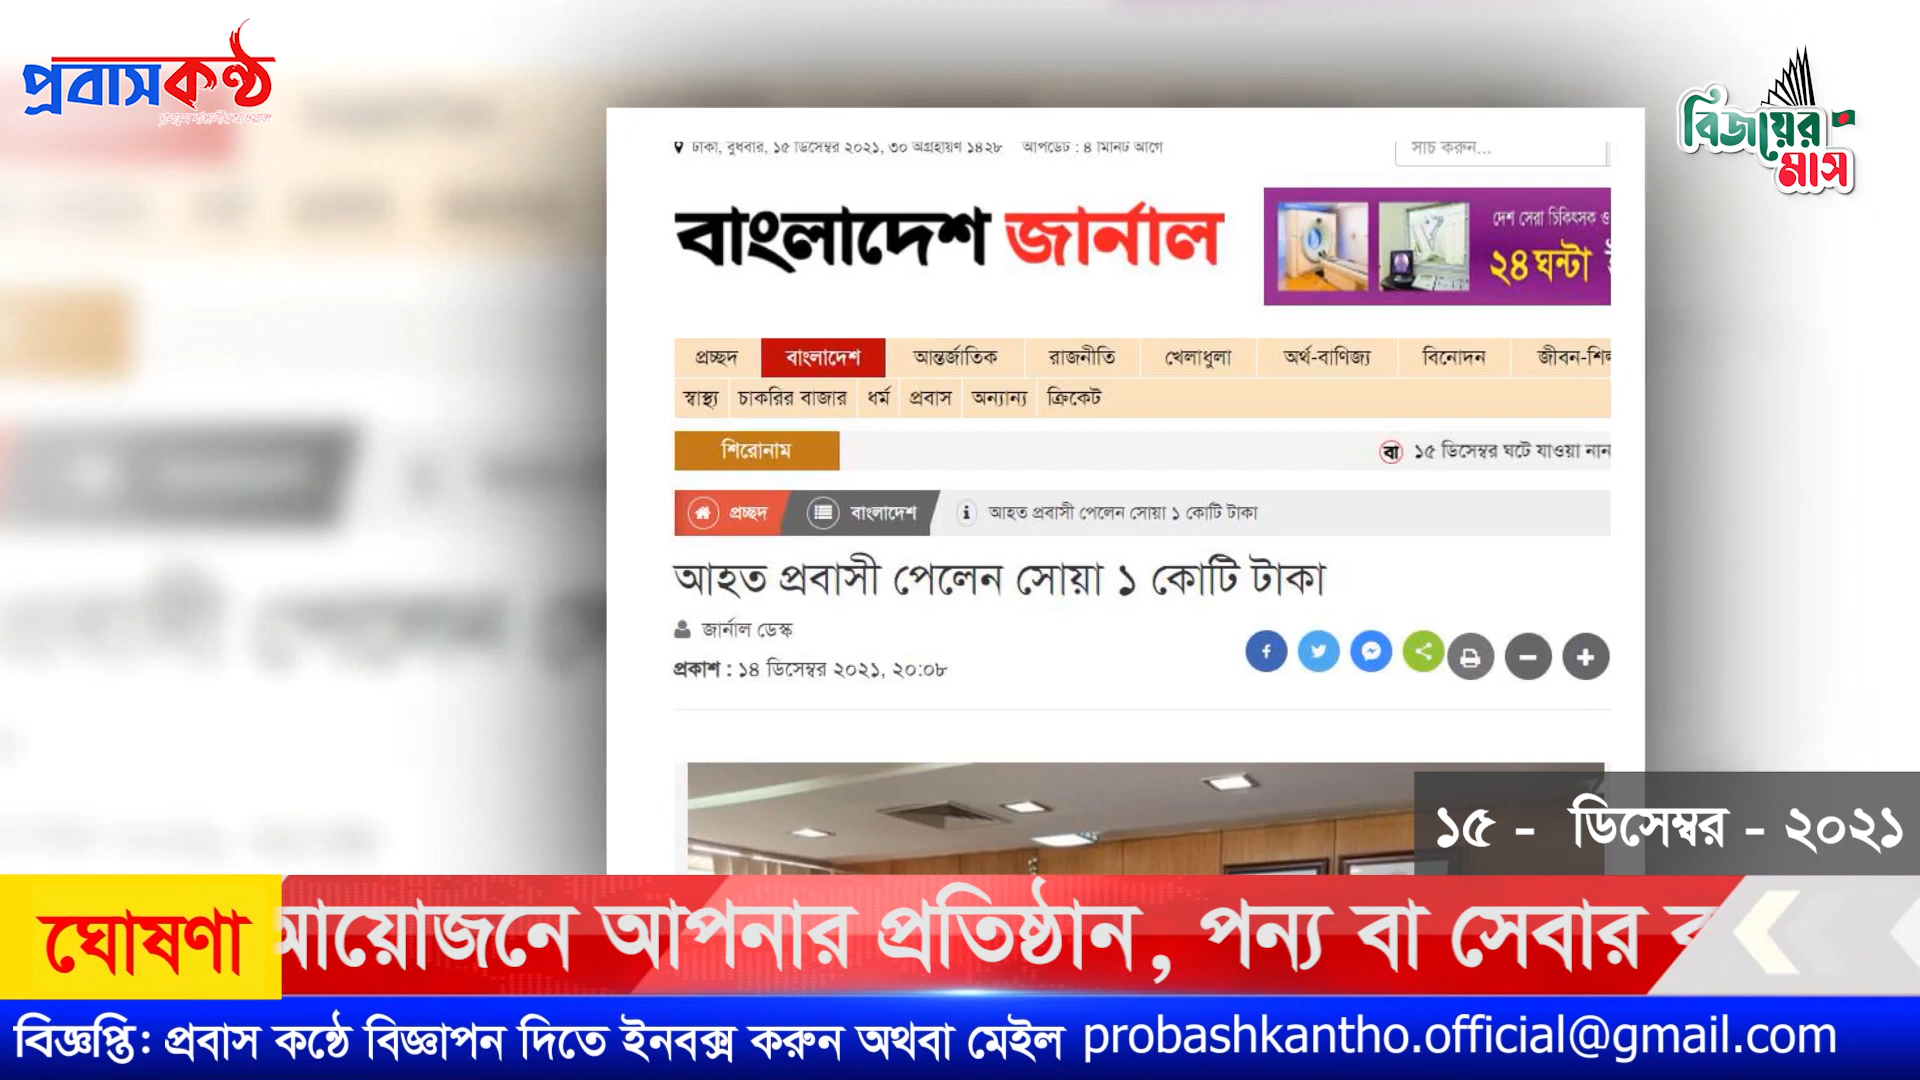 প্রবাসকণ্ঠ
বিজয়ের
মাস
ঢাকা, বুধবার, ১৫ ডিসেম্বর ২০২১, ৩০ অগ্রহায়ণ ১৪২৮ আপডেট : ৪ মিনিট আগে
সার্চ করুন...
বাংলাদেশ জার্নাল
দেশ সেরা চিকিৎসক ও
২৪ ঘন্টা
প্রচ্ছদ বাংলাদেশ আন্তর্জাতিক রাজনীতি খেলাধুলা অর্থ-বাণিজ্য বিনোদন জীবন-শি
স্বাস্থ্য চাকরির বাজার ধর্ম প্রবাস অন্যান্য ক্রিকেট
শিরোনাম বা ১৫ ডিসেম্বর ঘটে যাওয়া নান
প্রচ্ছদ বাংলাদেশ i আহত প্রবাসী পেলেন সোয়া ১ কোটি টাকা
আহত প্রবাসী পেলেন সোয়া ১ কোটি টাকা
জার্নাল ডেস্ক
প্রকাশ : ১৪ ডিসেম্বর ২০২১, ২০:০৮
১৫ - ডিসেম্বর - ২০২১
ঘোষণা আয়োজনে আপনার প্রতিষ্ঠান, পন্য বা সেবার
বিজ্ঞপ্তি: প্রবাস কণ্ঠে বিজ্ঞাপন দিতে ইনবক্স করুন অথবা মেইল probashkantho.official@gmail.com